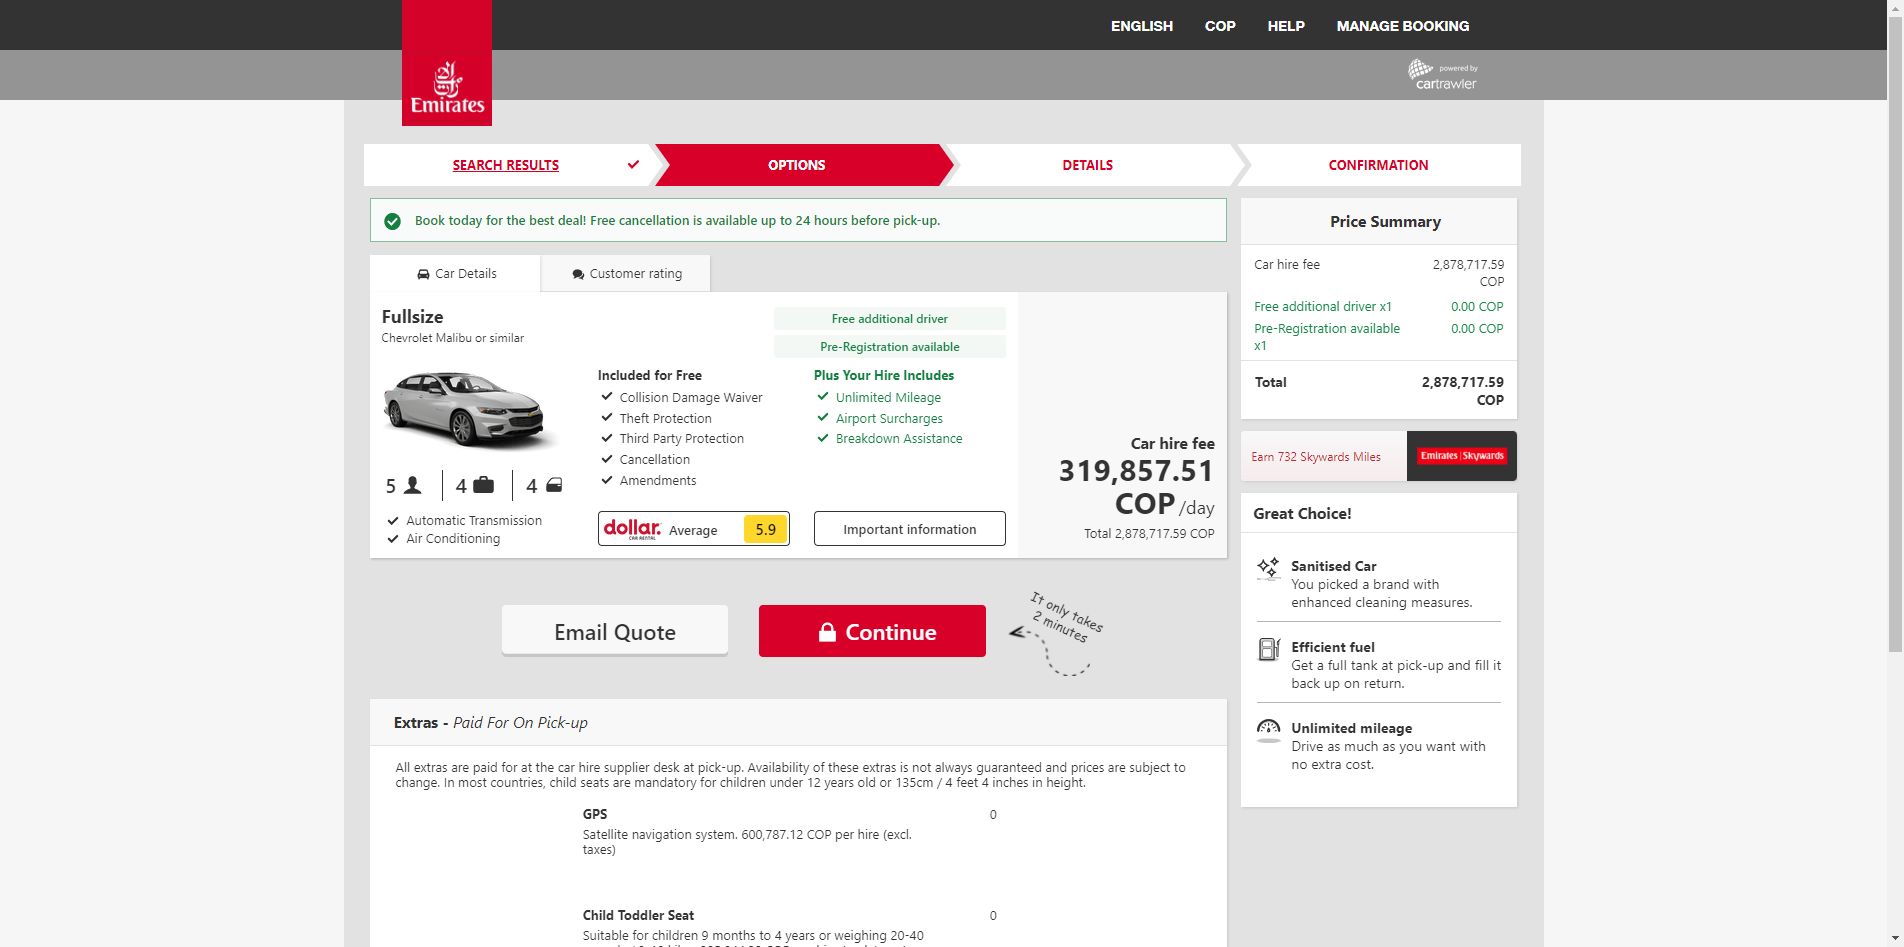 ENGLISH COP HELP MANAGE BOOKING
Emirates
powered by
cartrawler
SEARCH RESULTS OPTIONS DETAILS CONFIRMATION
Book today for the best deal! Free cancellation is available up to 24 hours before pick-up.
Car Details Customer rating
Fullsize
Chevrolet Malibu or similar
5 4 4
Automatic Transmission
Air Conditioning
Free additional driver
Pre-Registration available
Included for Free
Collision Damage Waiver
Theft Protection
Third Party Protection
Cancellation
Amendments
dollar.
CAR RENTAL
Average 5.9
Plus Your Hire Includes
Unlimited Mileage
Airport Surcharges
Breakdown Assistance
Important information
Car hire fee
319,857.51
COP /day
Total 2,878,717.59 COP
Email Quote
Continue
It only takes
2 minutes
Extras - Paid For On Pick-up
All extras are paid for at the car hire supplier desk at pick-up. Availability of these extras is not always guaranteed and prices are subject to
change. In most countries, child seats are mandatory for children under 12 years old or 135cm / 4 feet 4 inches in height.
GPS 0
Satellite navigation system. 600,787.12 COP per hire (excl.
taxes)
Child Toddler Seat 0
Suitable for children 9 months to 4 years or weighing 20-40
Price Summary
Car hire fee 2,878,717.59
COP
Free additional driver x1 0.00 COP
Pre-Registration available 0.00 COP
x1
Total 2,878,717.59
COP
Earn 732 Skywards Miles
Emirates | Skywards
Great Choice!
Sanitised Car
You picked a brand with
enhanced cleaning measures.
Efficient fuel
Get a full tank at pick-up and fill it
back up on return.
Unlimited mileage
Drive as much as you want with
no extra cost.